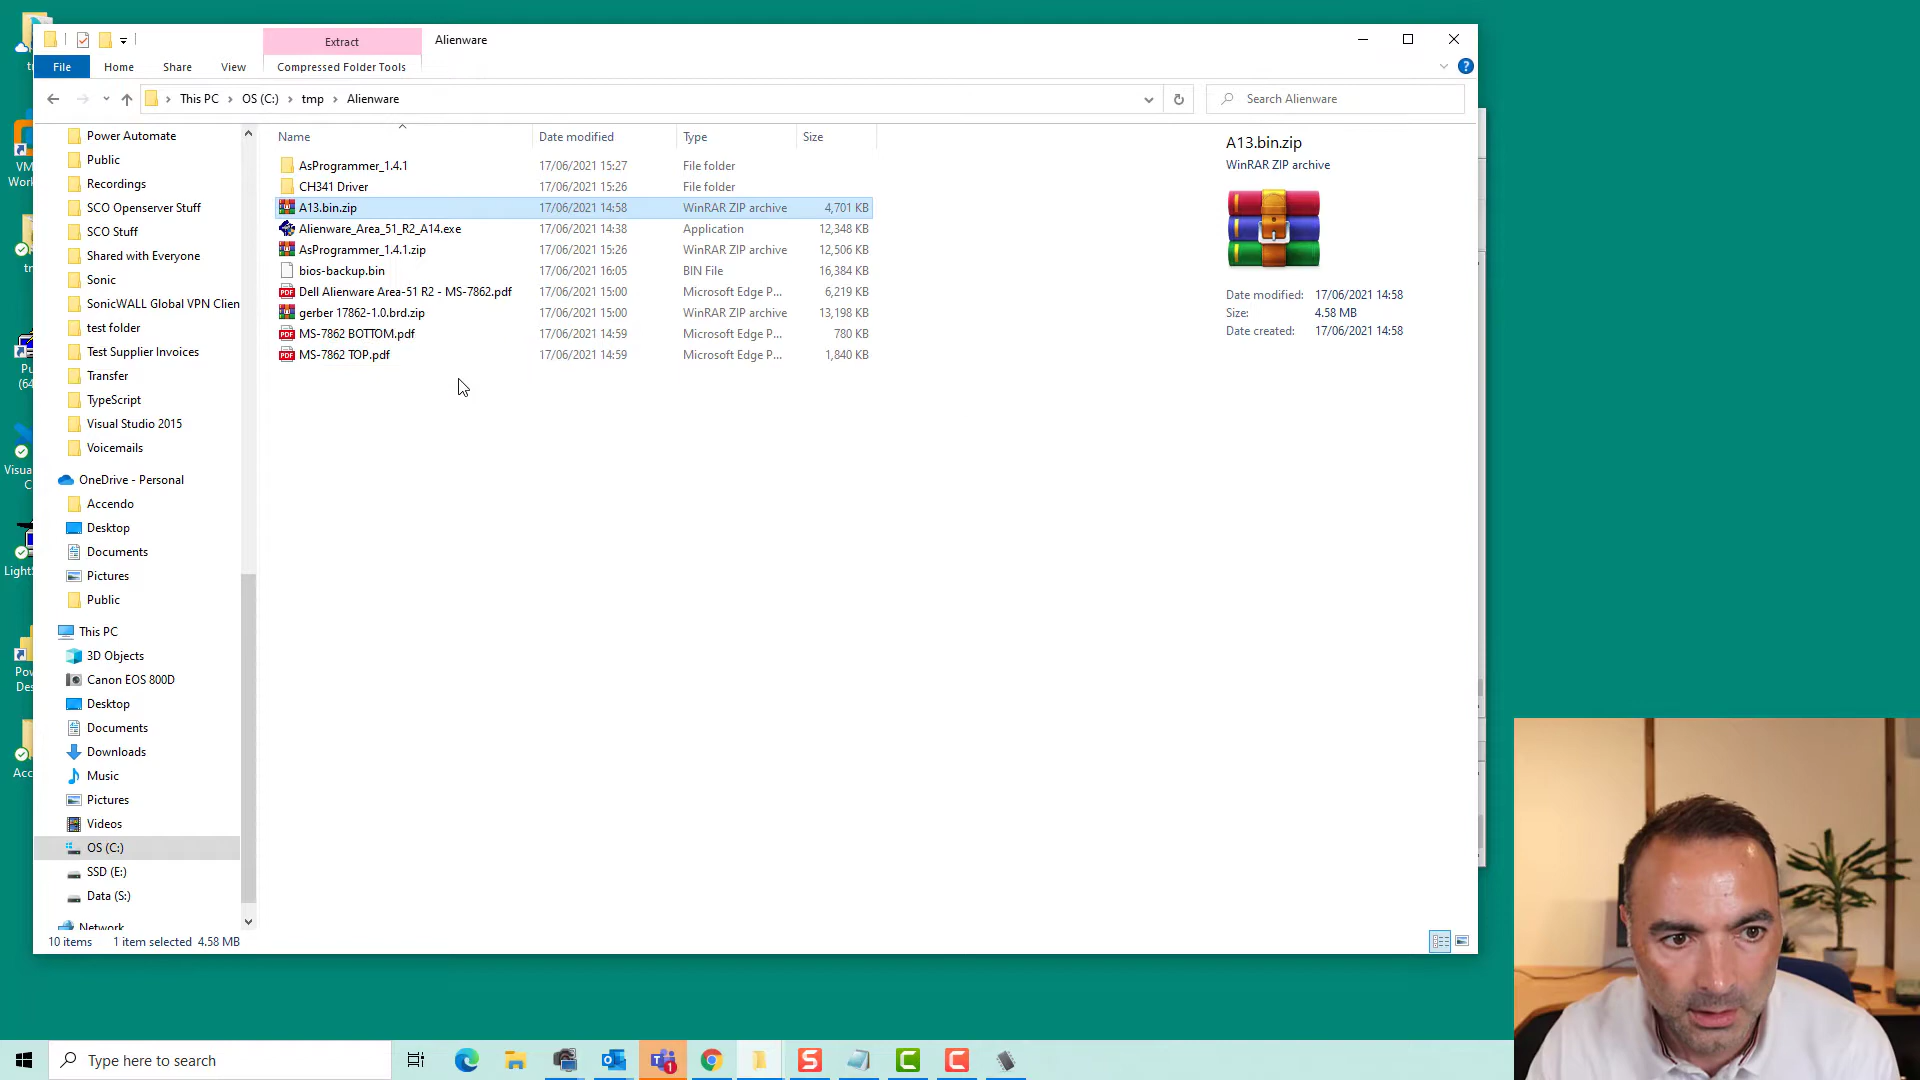 Extract
Alienware
File
Home
Share
View
Compressed Folder Tools
This PC
OS (C:)
tmp
Alienware
Search Alienware
Name
Date modified
Type
Size
AsProgrammer_1.4.1 17/06/2021 15:27 File folder
CH341 Driver 17/06/2021 15:26 File folder
A13.bin.zip 17/06/2021 14:58 WinRAR ZIP archive 4,701 KB
Alienware_Area_51_R2_A14.exe 17/06/2021 14:38 Application 12,348 KB
AsProgrammer_1.4.1.zip 17/06/2021 15:26 WinRAR ZIP archive 12,506 KB
bios-backup.bin 17/06/2021 16:05 BIN File 16,384 KB
Dell Alienware Area-51 R2 - MS-7862.pdf 17/06/2021 15:00 Microsoft Edge P... 6,219 KB
gerber 17862-1.0.brd.zip 17/06/2021 15:00 WinRAR ZIP archive 13,198 KB
MS-7862 BOTTOM.pdf 17/06/2021 14:59 Microsoft Edge P... 780 KB
MS-7862 TOP.pdf 17/06/2021 14:59 Microsoft Edge P... 1,840 KB
A13.bin.zip
WinRAR ZIP archive
Date modified: 17/06/2021 14:58
Size: 4.58 MB
Date created: 17/06/2021 14:58
Power Automate
Public
Recordings
SCO Openserver Stuff
SCO Stuff
Shared with Everyone
Sonic
SonicWALL Global VPN Clien
test folder
Test Supplier Invoices
Transfer
TypeScript
Visual Studio 2015
Voicemails
OneDrive - Personal
Accendo
Desktop
Documents
Pictures
Public
This PC
3D Objects
Canon EOS 800D
Desktop
Documents
Downloads
Music
Pictures
Videos
OS (C:)
SSD (E:)
Data (S:)
Network
10 items
1 item selected 4.58 MB
Type here to search